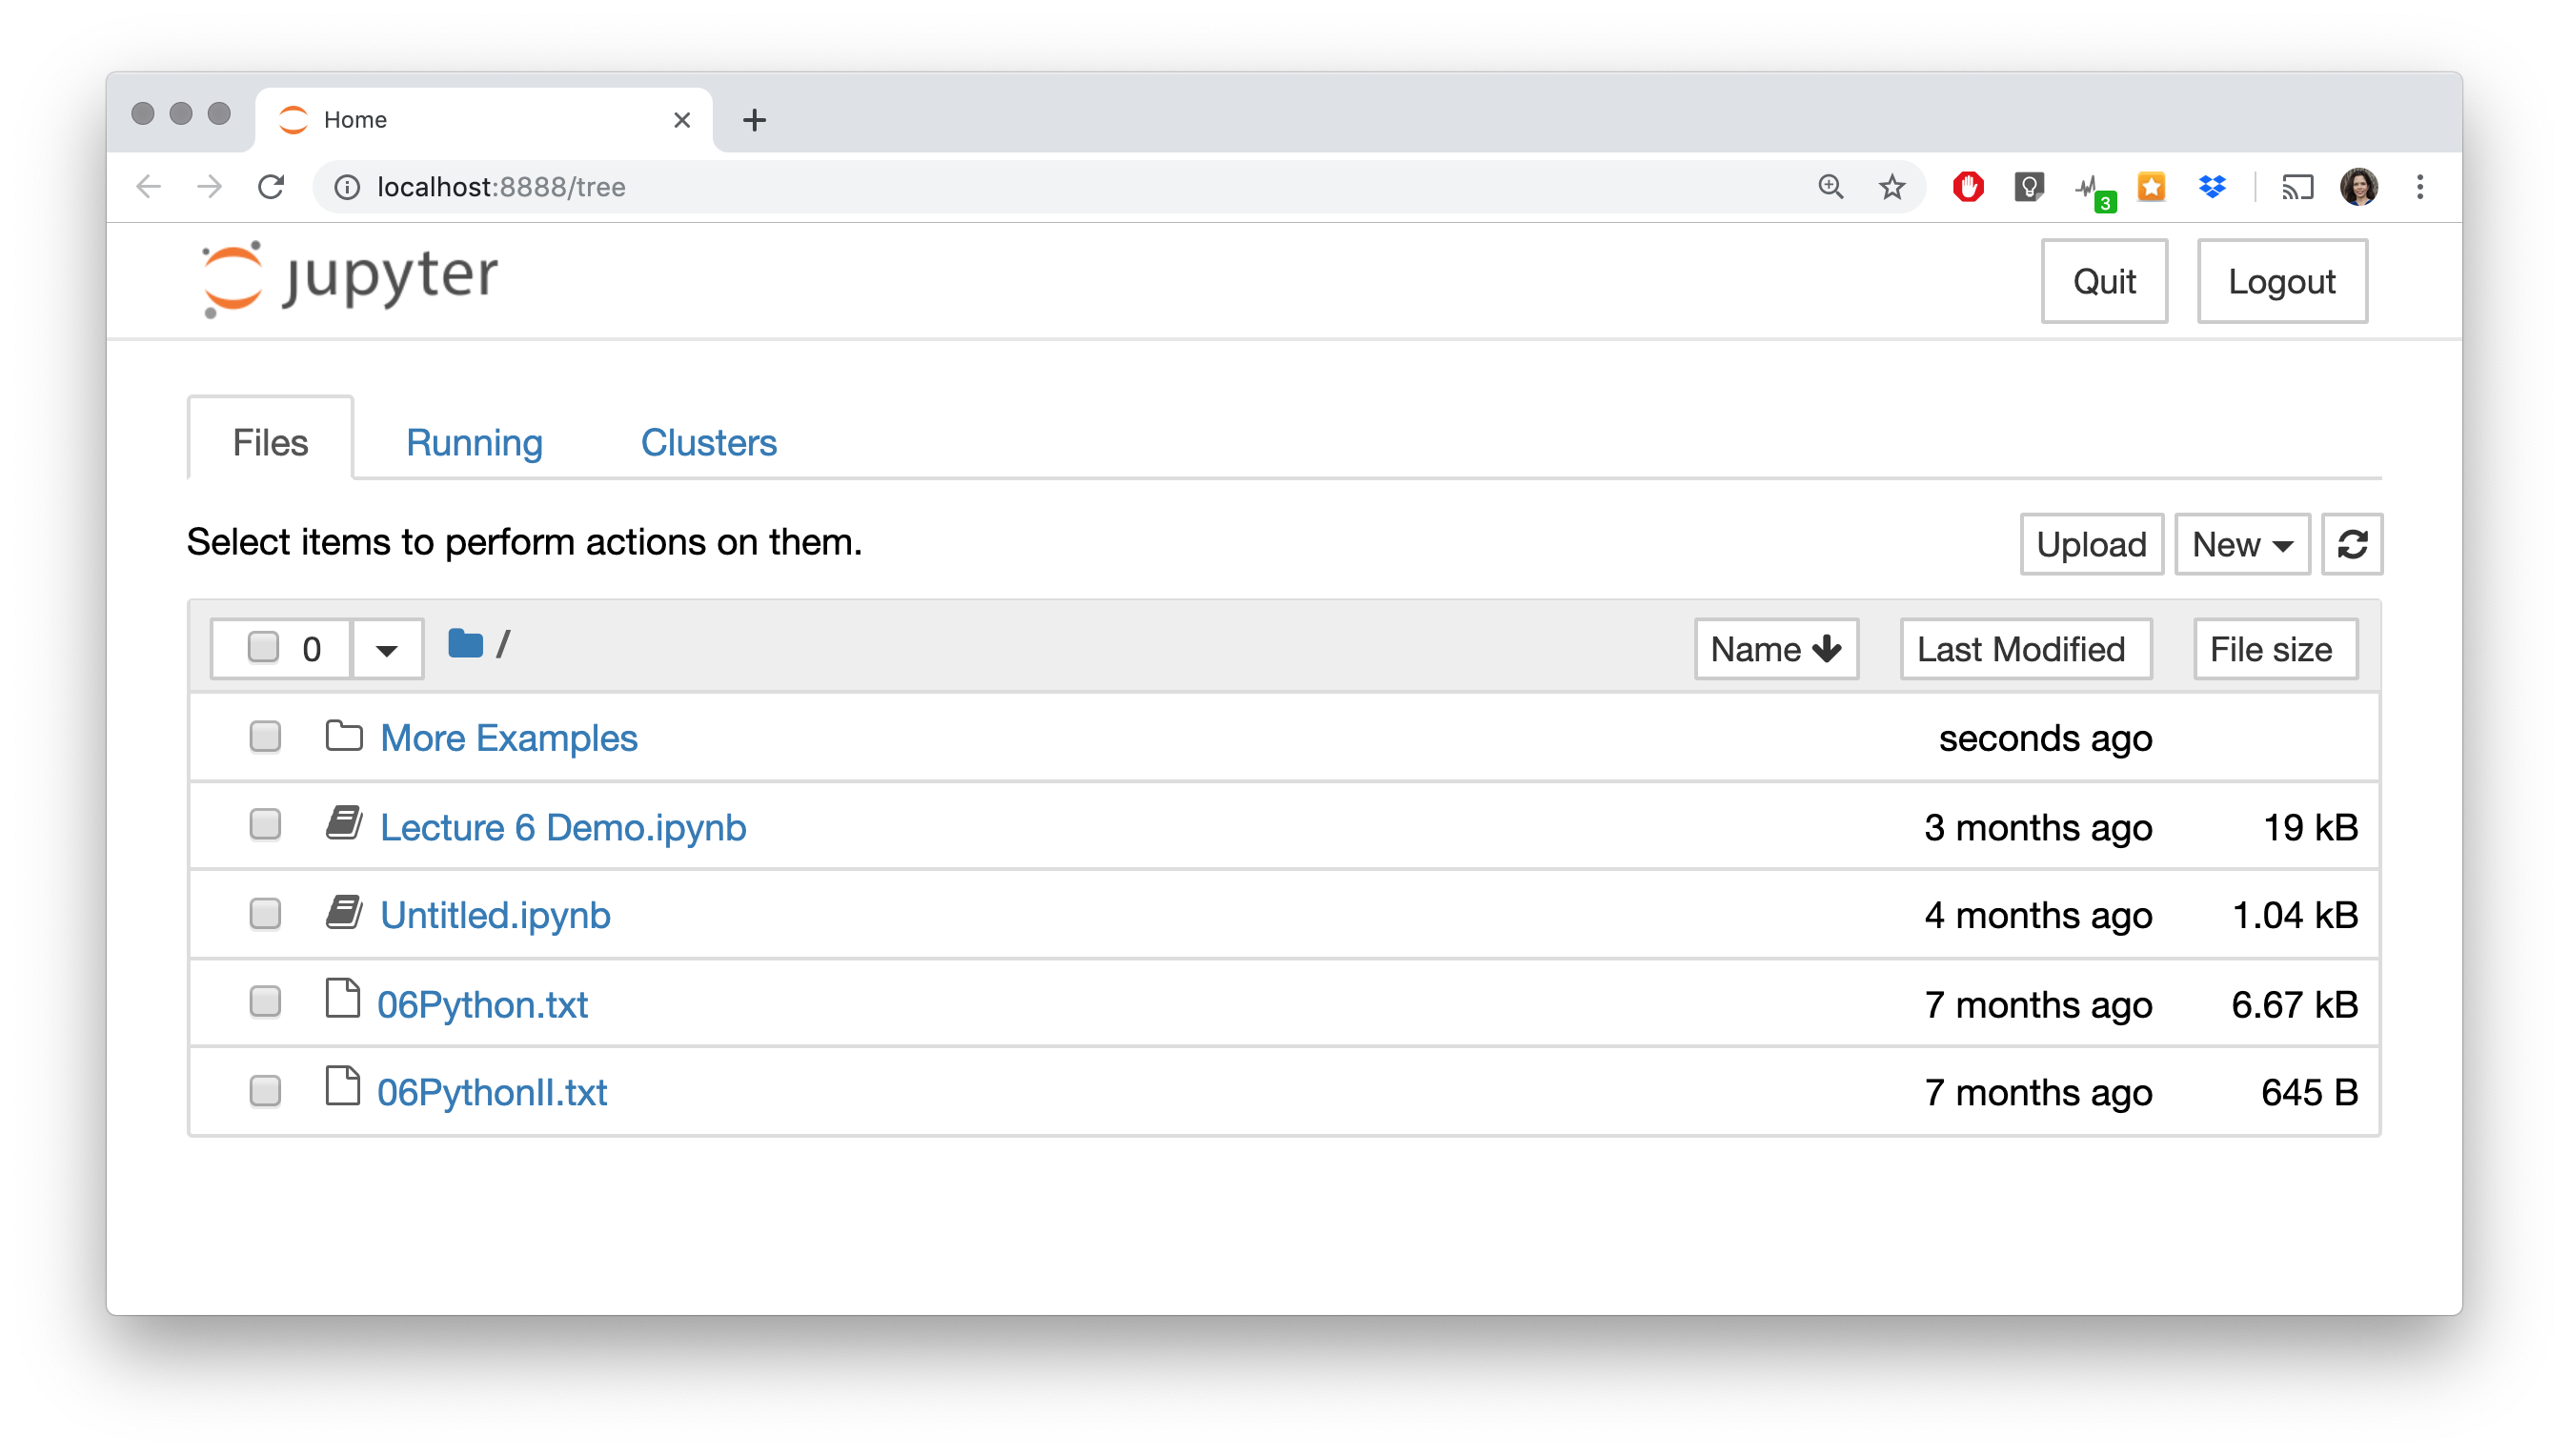 Home
localhost:8888/tree
3
jupyter
Quit Logout
Files Running Clusters
Select items to perform actions on them.
Upload New
0 / Name Last Modified File size
More Examples seconds ago
Lecture 6 Demo.ipynb 3 months ago 19 kB
Untitled.ipynb 4 months ago 1.04 kB
06Python.txt 7 months ago 6.67 kB
06PythonII.txt 7 months ago 645 B